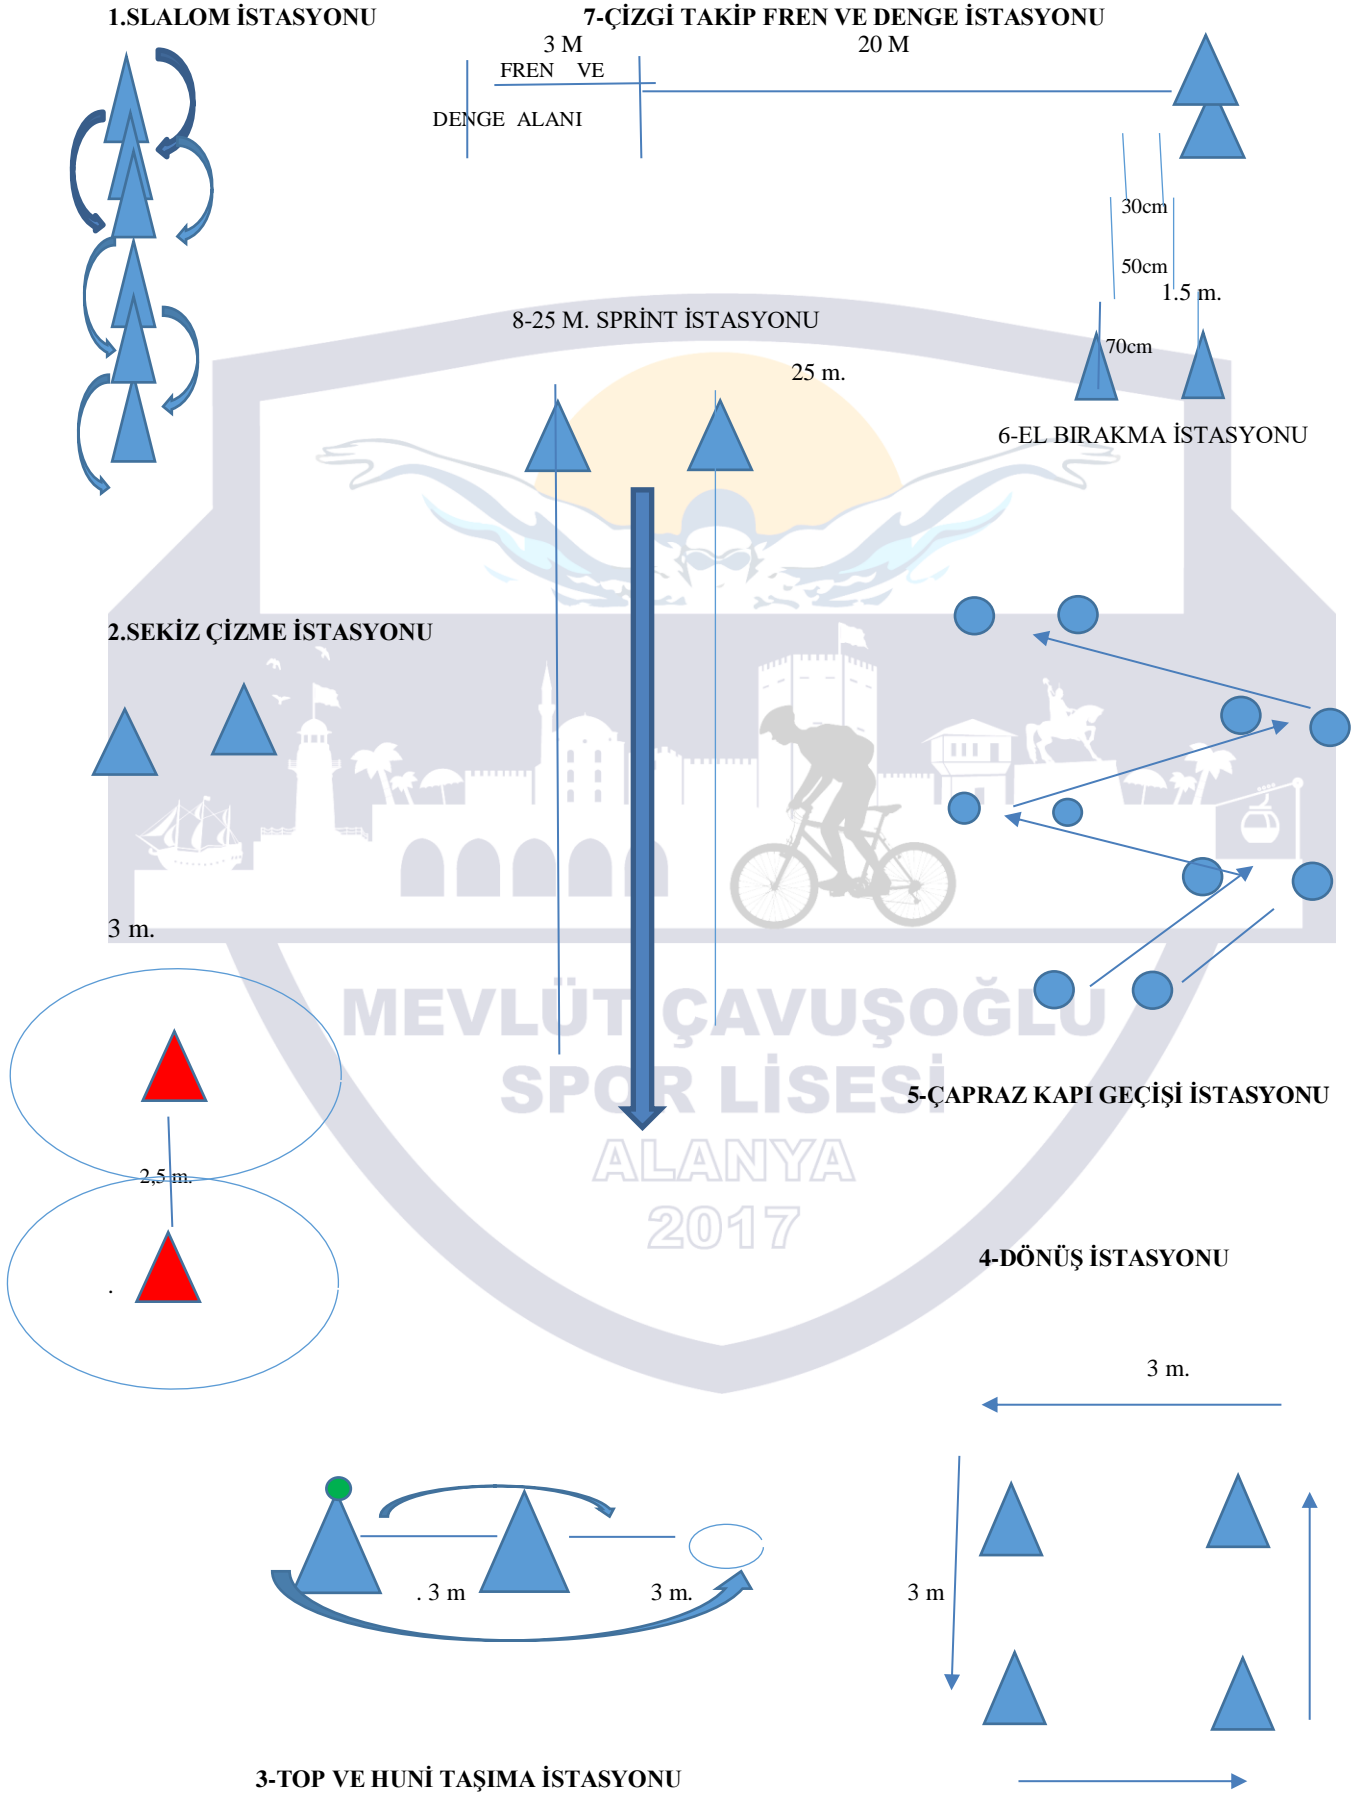 1.SLALOM İSTASYONU
7-ÇİZGİ TAKİP FREN VE DENGE İSTASYONU
3 M
20 M
FREN VE
DENGE ALANI
30cm
50cm
1.5 m.
8-25 M. SPRİNT İSTASYONU
70cm
25 m.
6-EL BIRAKMA İSTASYONU
2.SEKİZ ÇİZME İSTASYONU
3 m.
MEVLÜT ÇAVUŞOĞLU
SPOR LİSESİ
ALANYA
2017
5-ÇAPRAZ KAPI GEÇİŞİ İSTASYONU
2,5 m.
4-DÖNÜŞ İSTASYONU
.
3 m.
. 3 m
3 m.
3 m
3-TOP VE HUNİ TAŞIMA İSTASYONU